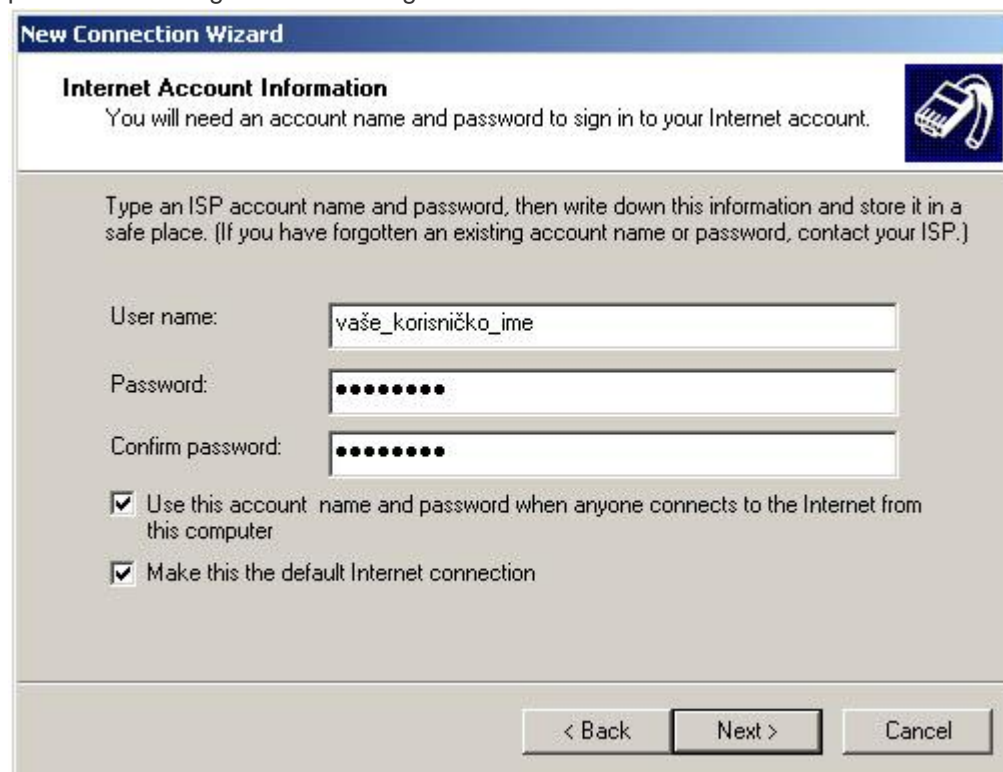 New Connection Wizard
Internet Account Information
You will need an account name and password to sign in to your Internet account.
Type an ISP account name and password, then write down this information and store it in a
safe place. (If you have forgotten an existing account name or password, contact your ISP.)
User name: vaše_korisničko_ime
Password: ●●●●●●●●
Confirm password: ●●●●●●●●
Use this account  name and password when anyone connects to the Internet from
this computer
Make this the default Internet connection
< Back Next > Cancel